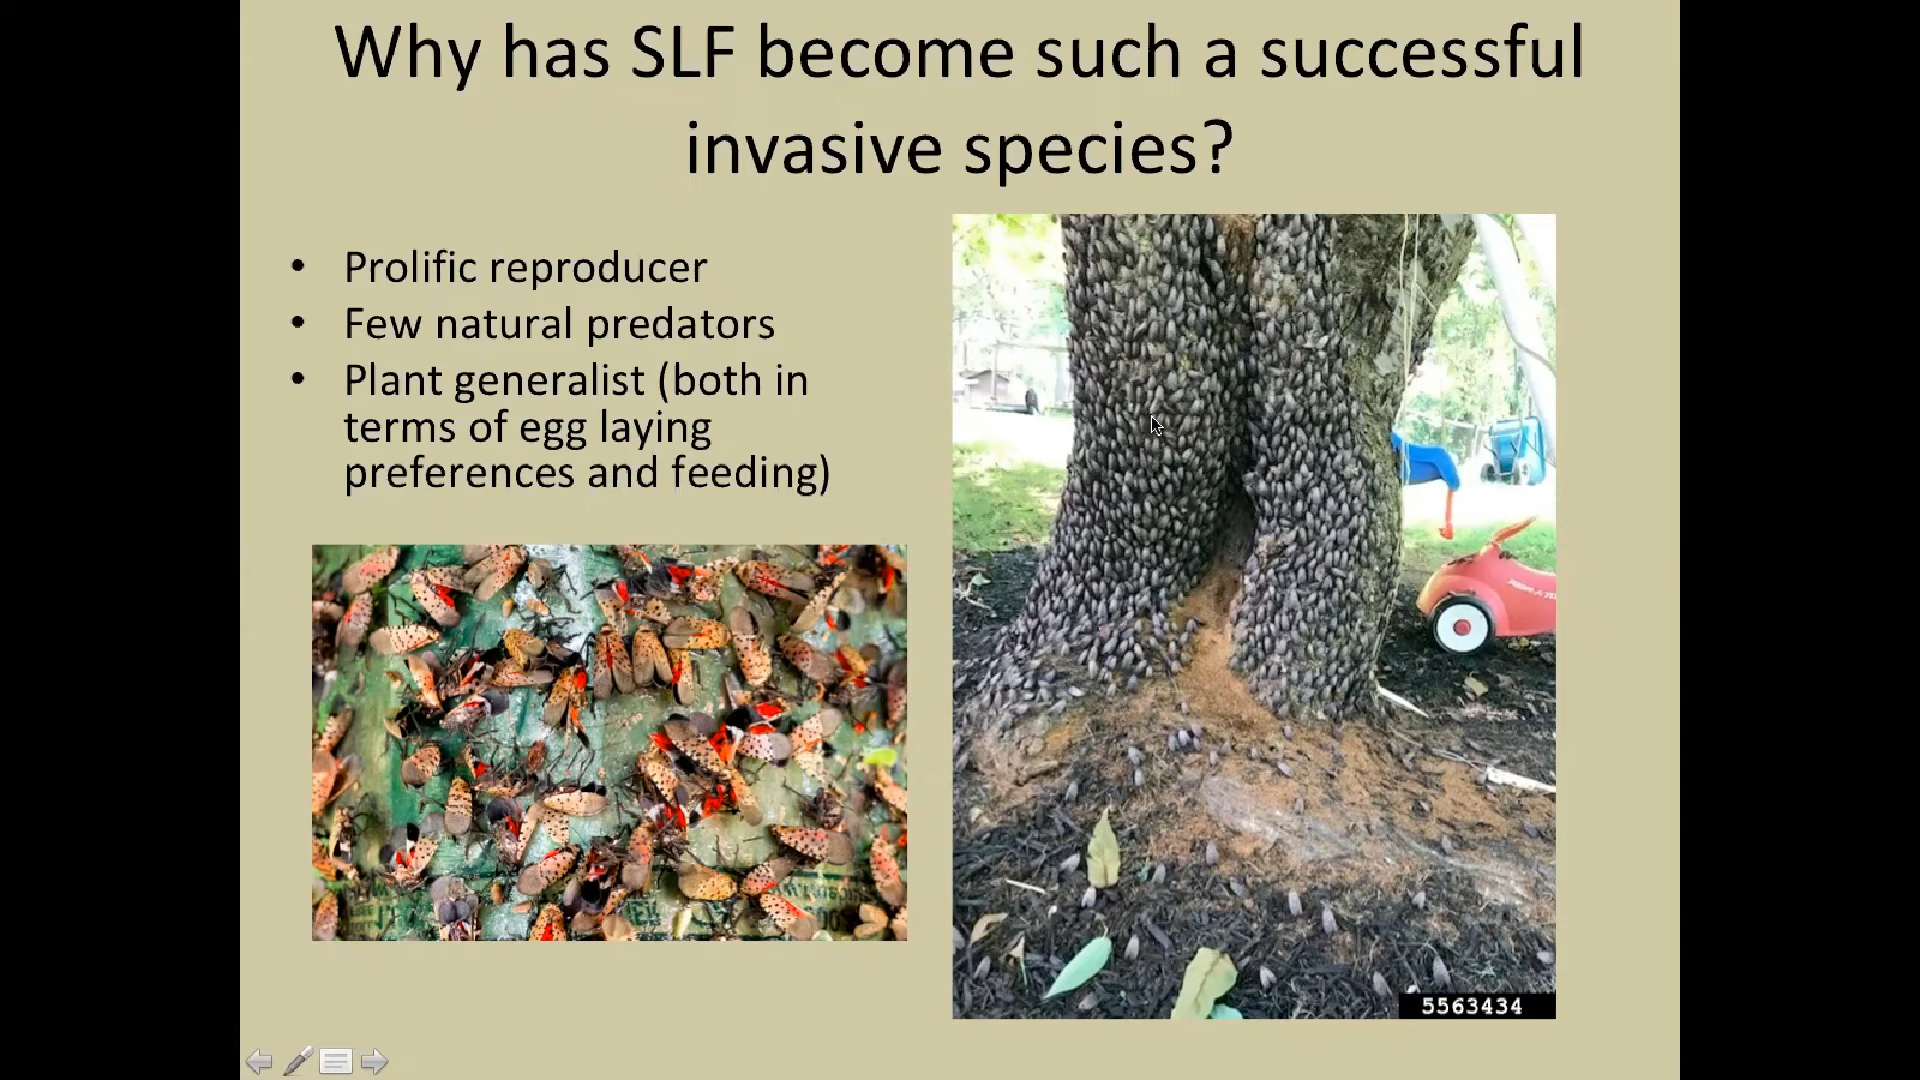 Why has SLF become such a successful
invasive species?
• Prolific reproducer
• Few natural predators
• Plant generalist (both in
terms of egg laying
preferences and feeding)
5563434